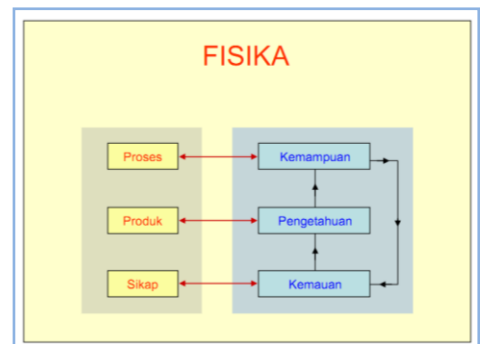 FISIKA
Proses
Kemampuan
Produk
Pengetahuan
Sikap
Kemauan